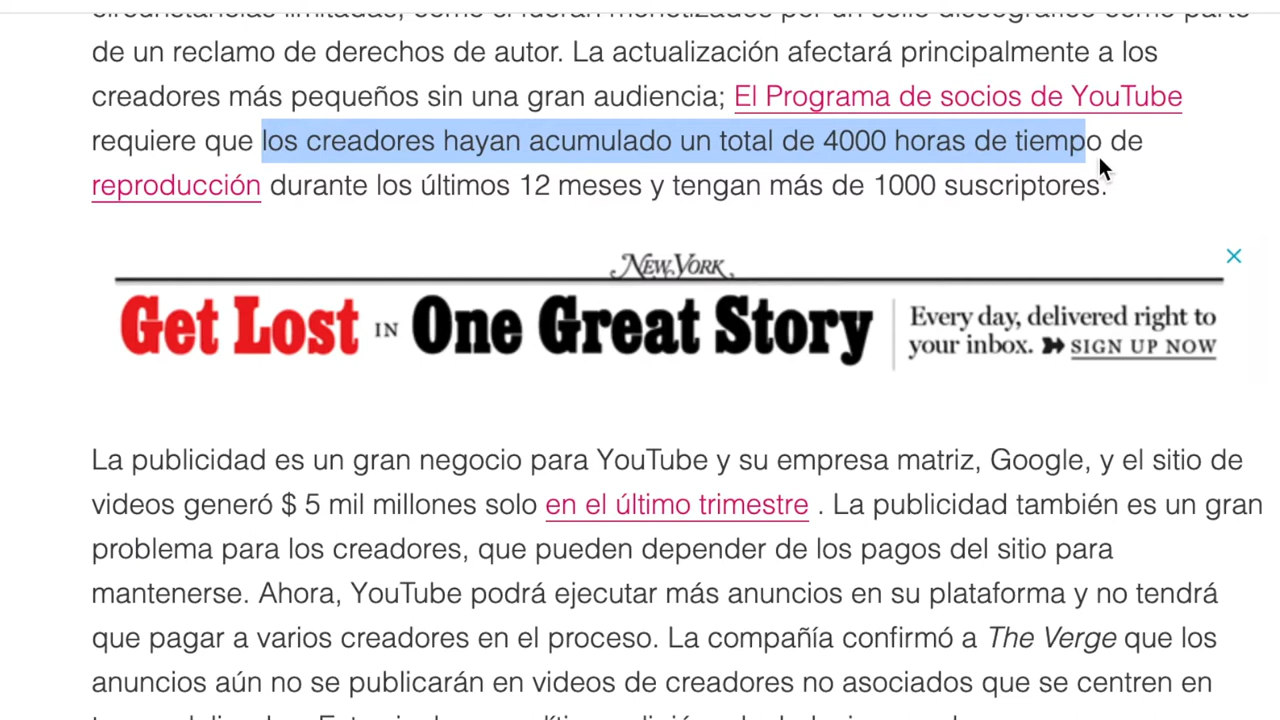 de un reclamo de derechos de autor. La actualización afectará principalmente a los
creadores más pequeños sin una gran audiencia; El Programa de socios de YouTube
requiere que los creadores hayan acumulado un total de 4000 horas de tiempo de
reproducción durante los últimos 12 meses y tengan más de 1000 suscriptores.
NEW YORK
Get Lost IN One Great Story
Every day, delivered right to
your inbox. SIGN UP NOW
La publicidad es un gran negocio para YouTube y su empresa matriz, Google, y el sitio de
videos generó $ 5 mil millones solo en el último trimestre . La publicidad también es un gran
problema para los creadores, que pueden depender de los pagos del sitio para
mantenerse. Ahora, YouTube podrá ejecutar más anuncios en su plataforma y no tendrá
que pagar a varios creadores en el proceso. La compañía confirmó a The Verge que los
anuncios aún no se publicarán en videos de creadores no asociados que se centren en